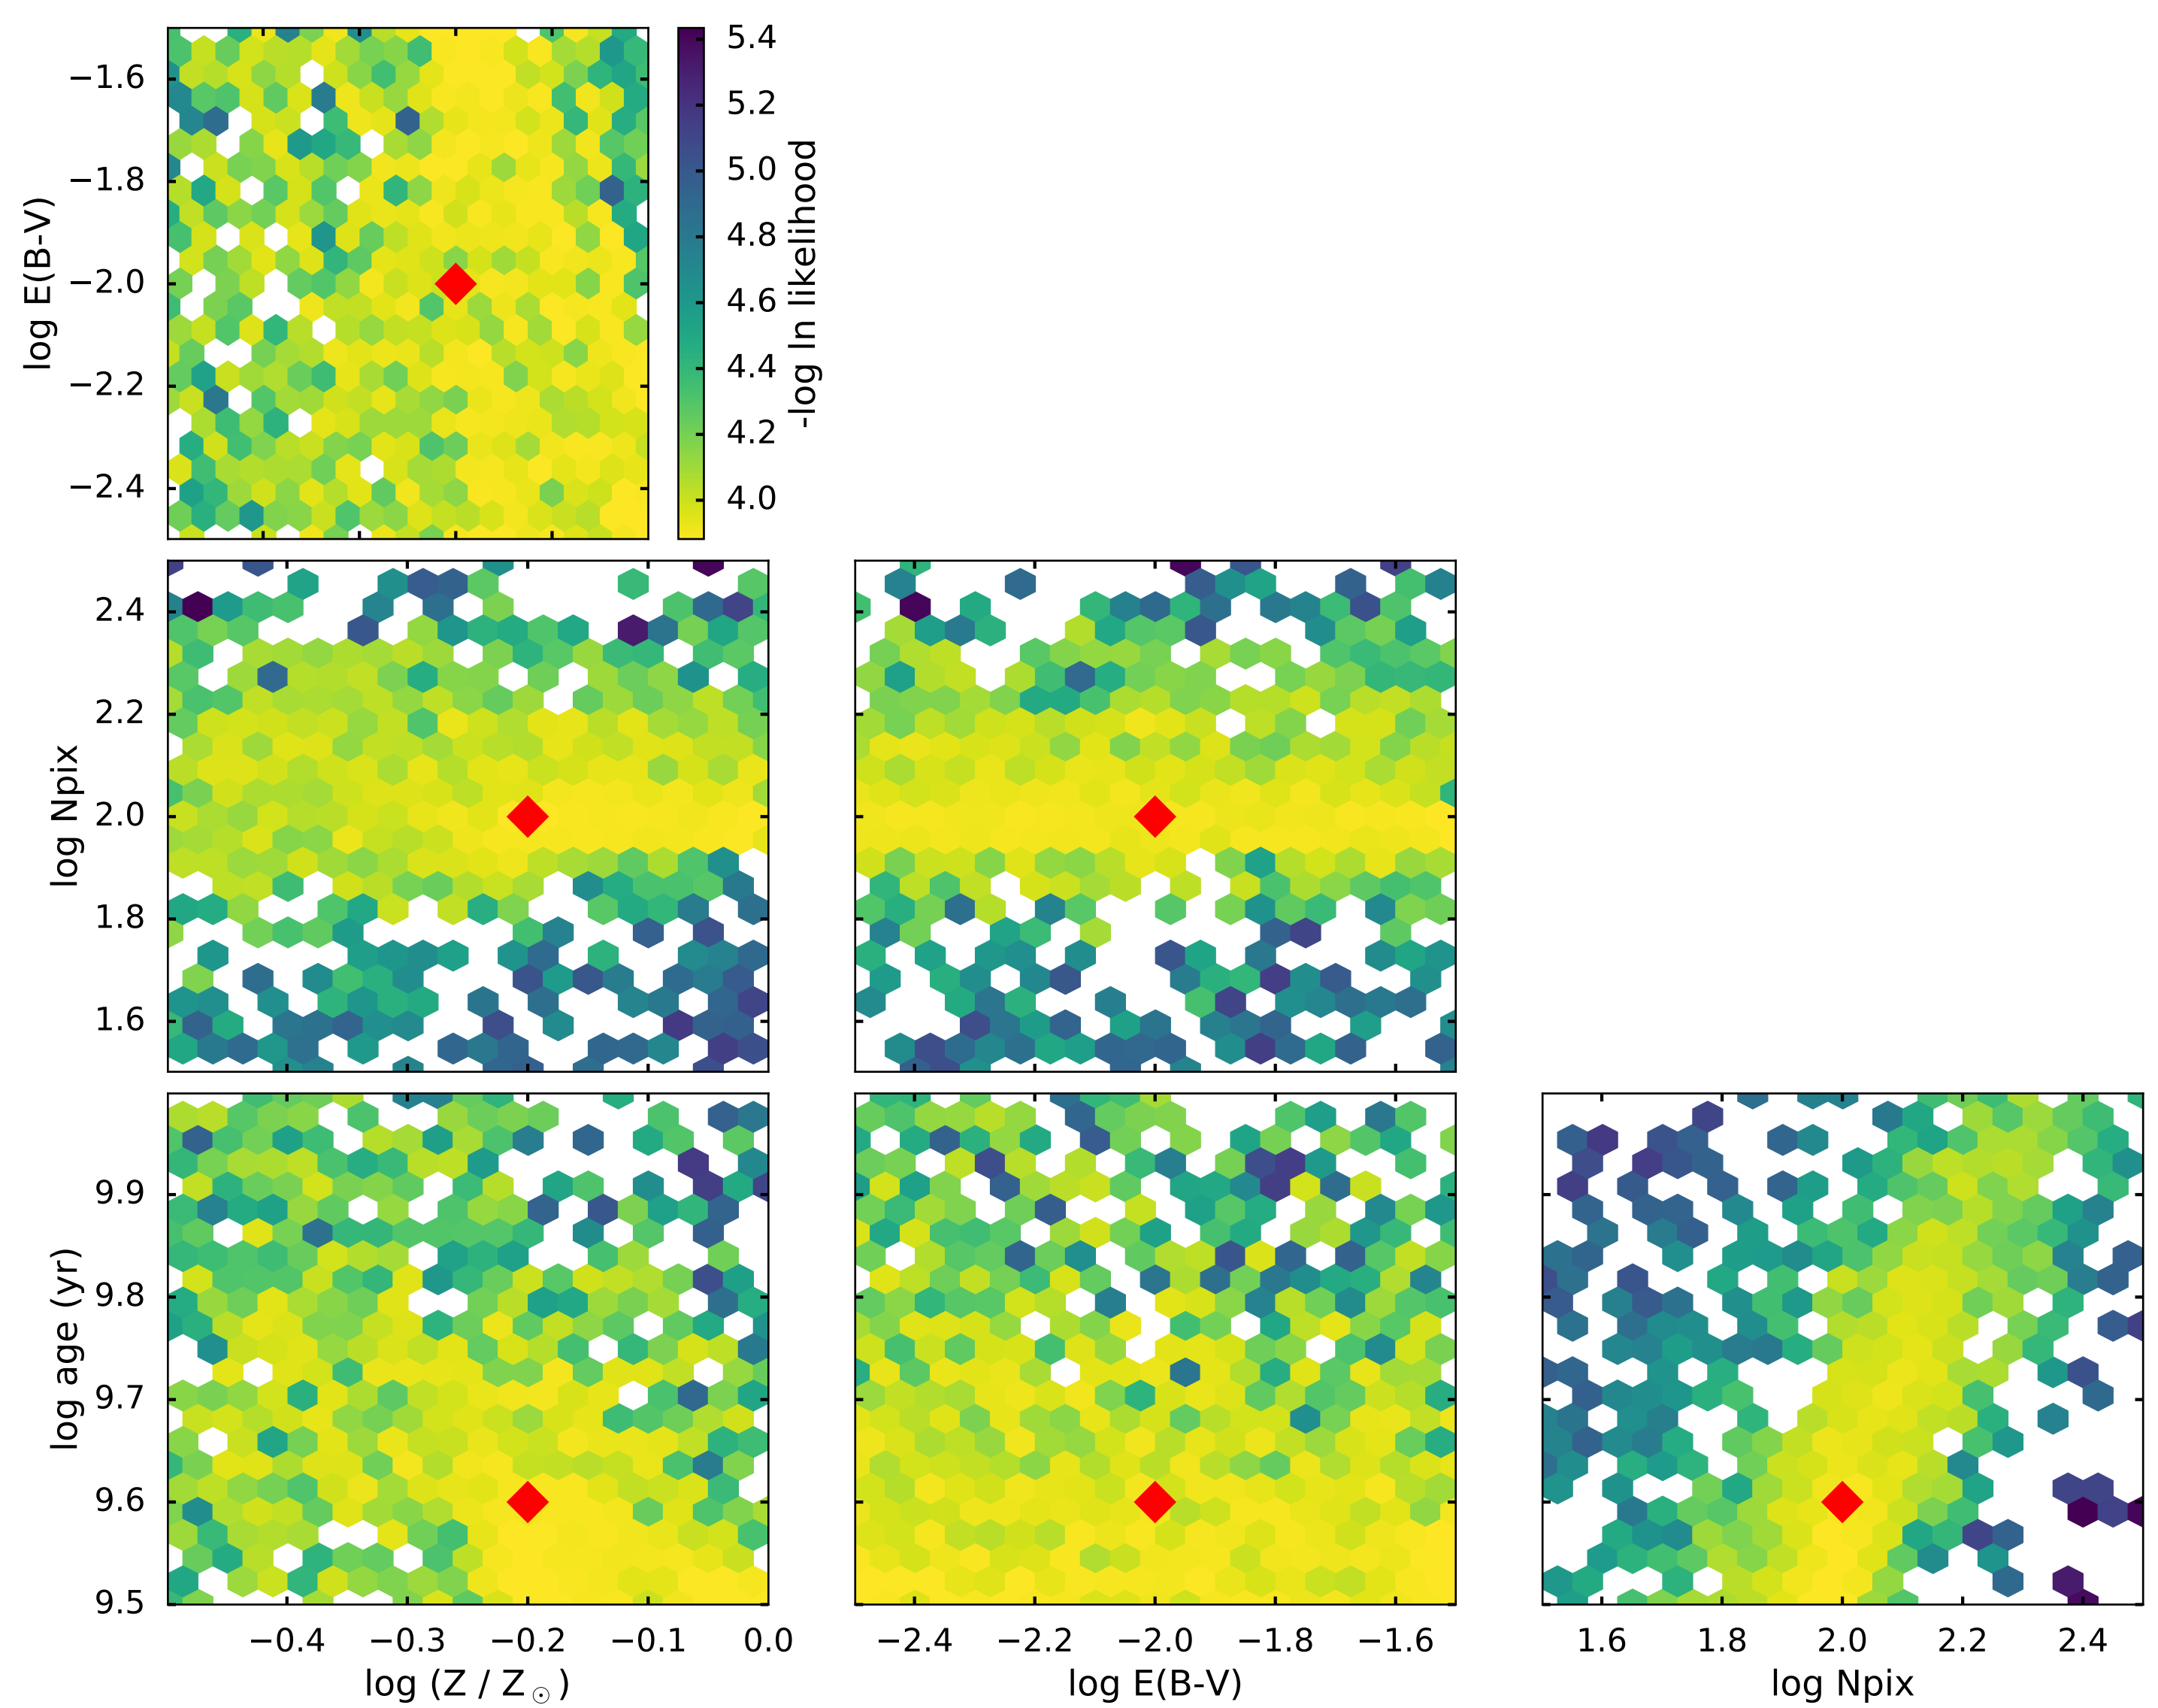 −1.6
−1.8
−2.0
−2.2
−2.4
log E(B-V)
5.4
5.2
5.0
4.8
4.6
4.4
4.2
4.0
-log ln likelihood
2.4
2.2
2.0
1.8
1.6
log Npix
9.9
9.8
9.7
9.6
9.5
log age (yr)
−0.4 −0.3 −0.2 −0.1 0.0
log (Z / Z☉)
−2.4 −2.2 −2.0 −1.8 −1.6
log E(B-V)
1.6 1.8 2.0 2.2 2.4
log Npix